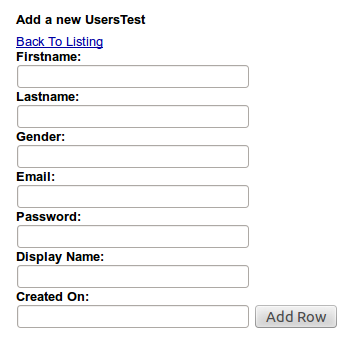 Add a new UsersTest
Back To Listing
Firstname:
Lastname:
Gender:
Email:
Password:
Display Name:
Created On:
Add Row